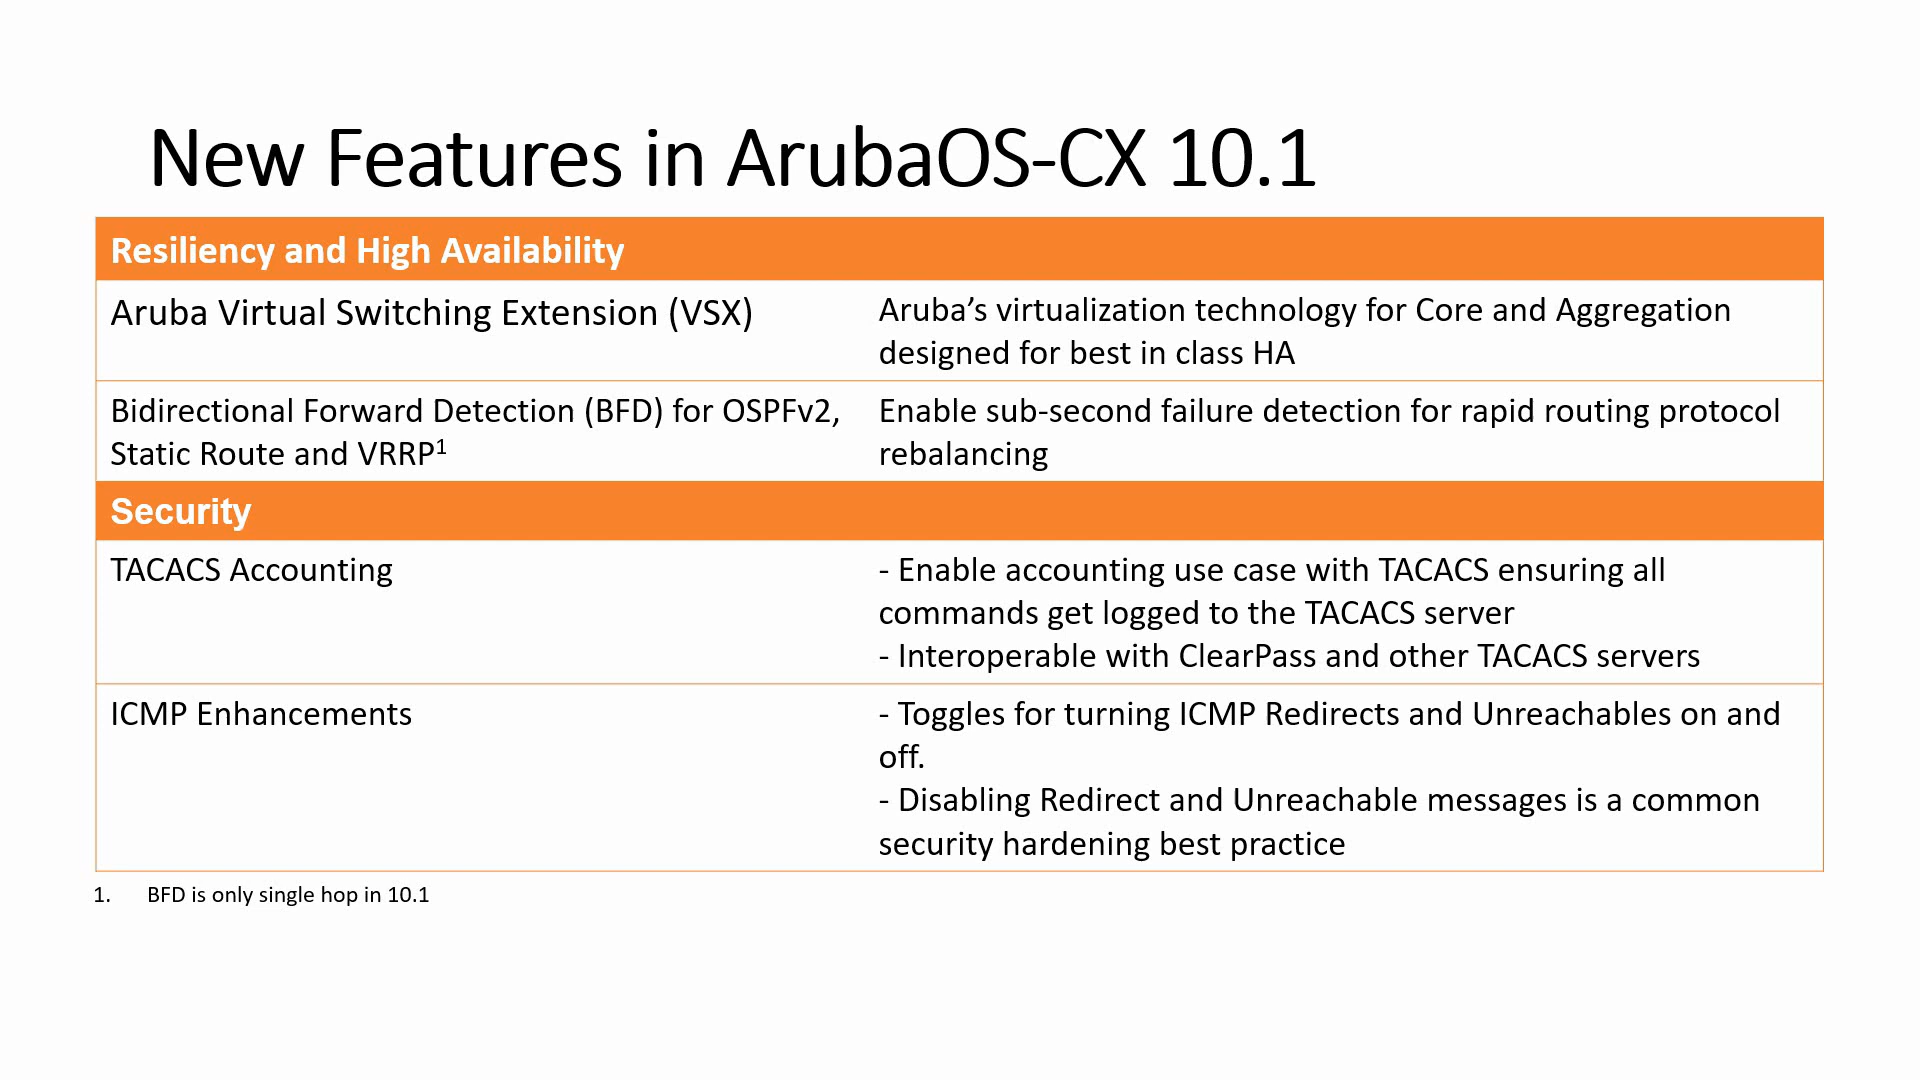 New Features in ArubaOS-CX 10.1
Resiliency and High Availability
Aruba Virtual Switching Extension (VSX)
Aruba’s virtualization technology for Core and Aggregation
designed for best in class HA
Bidirectional Forward Detection (BFD) for OSPFv2,
Static Route and VRRP¹
Enable sub-second failure detection for rapid routing protocol
rebalancing
Security
TACACS Accounting
- Enable accounting use case with TACACS ensuring all
commands get logged to the TACACS server
- Interoperable with ClearPass and other TACACS servers
ICMP Enhancements
- Toggles for turning ICMP Redirects and Unreachables on and
off.
- Disabling Redirect and Unreachable messages is a common
security hardening best practice
1. BFD is only single hop in 10.1